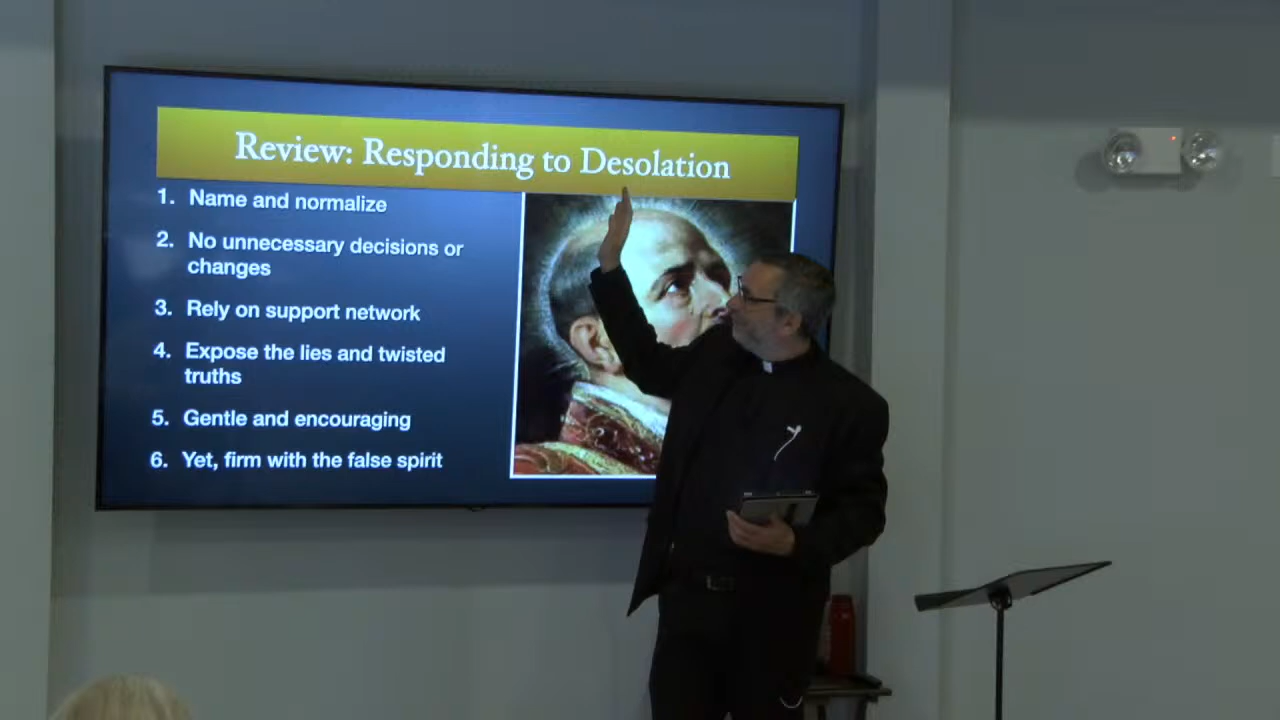 Review: Responding to Desolation
1. Name and normalize
2. No unnecessary decisions or
changes
3. Rely on support network
4. Expose the lies and twisted
truths
5. Gentle and encouraging
6. Yet, firm with the false spirit